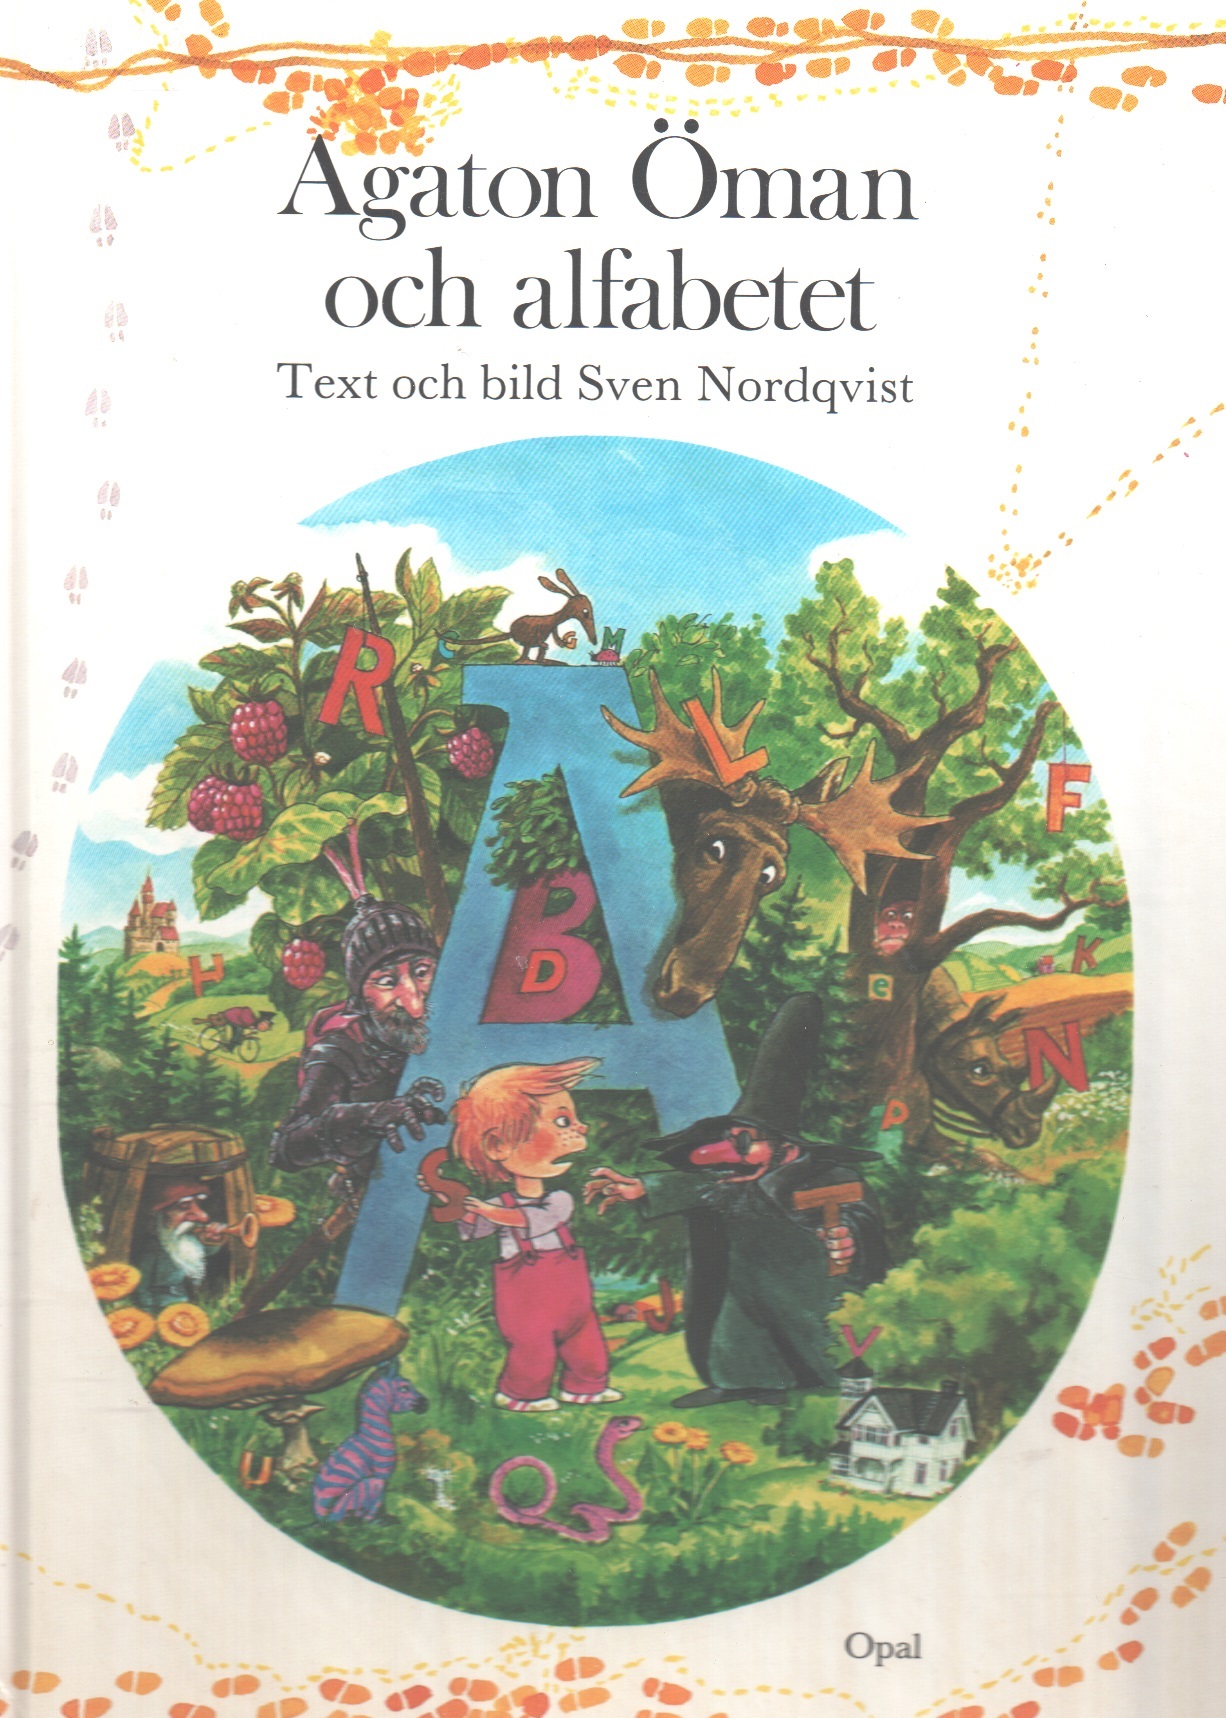 Agaton Öman
och alfabetet
Text och bild Sven Nordqvist
R
G
M
L
F
B
D
H
e
K
N
P
S
T
J
V
U
Opal